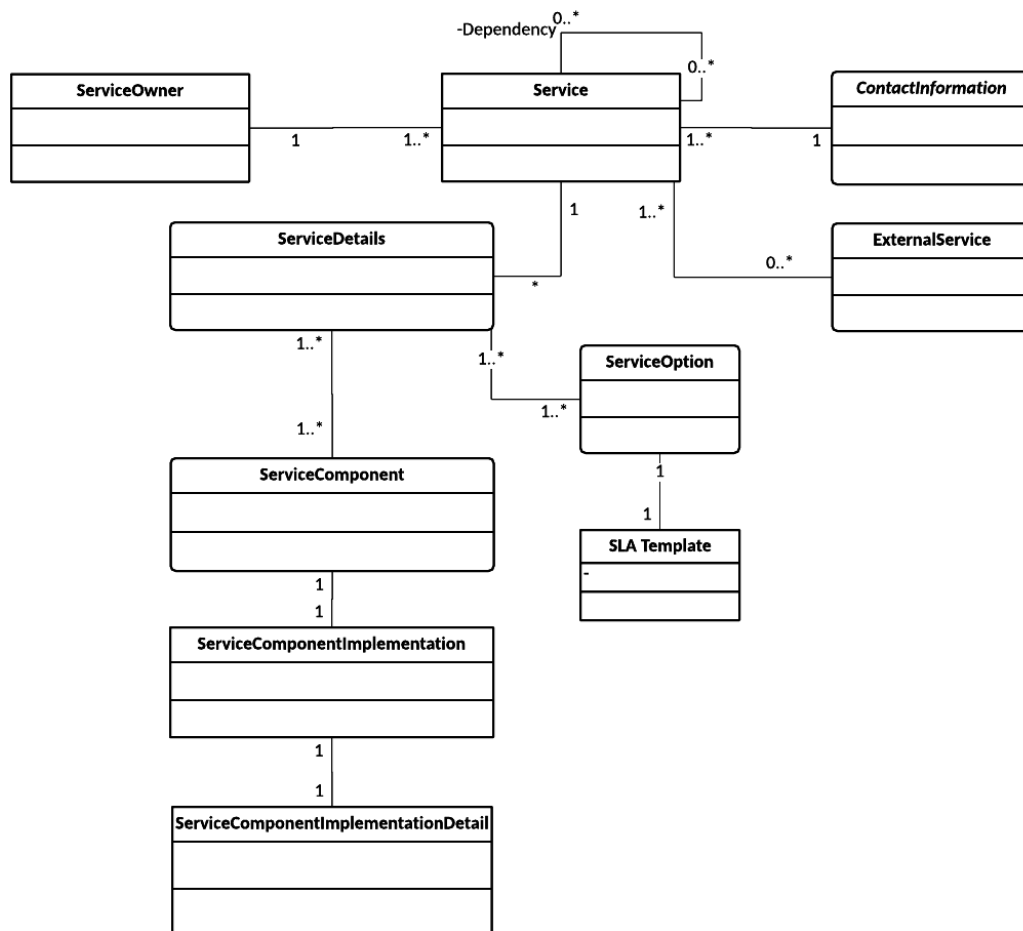 0..*
-Dependency
0..*
ServiceOwner
Service
ContactInformation
1
1..*
1..*
1
1
1..*
ServiceDetails
ExternalService
0..*
*
1..*
1..*
ServiceOption
1..*
1..*
ServiceComponent
1
1
SLA Template
-
1
1
ServiceComponentImplementation
1
1
ServiceComponentImplementationDetail